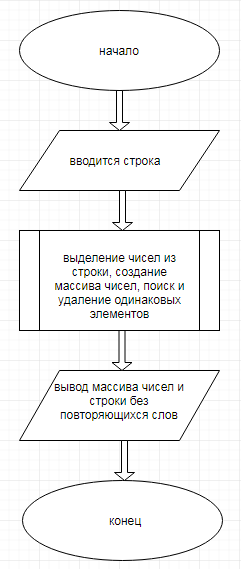 начало
вводится строка
выделение чисел из
строки, создание
массива чисел, поиск и
удаление одинаковых
элементов
вывод массива чисел и
строки без
повторяющихся слов
конец